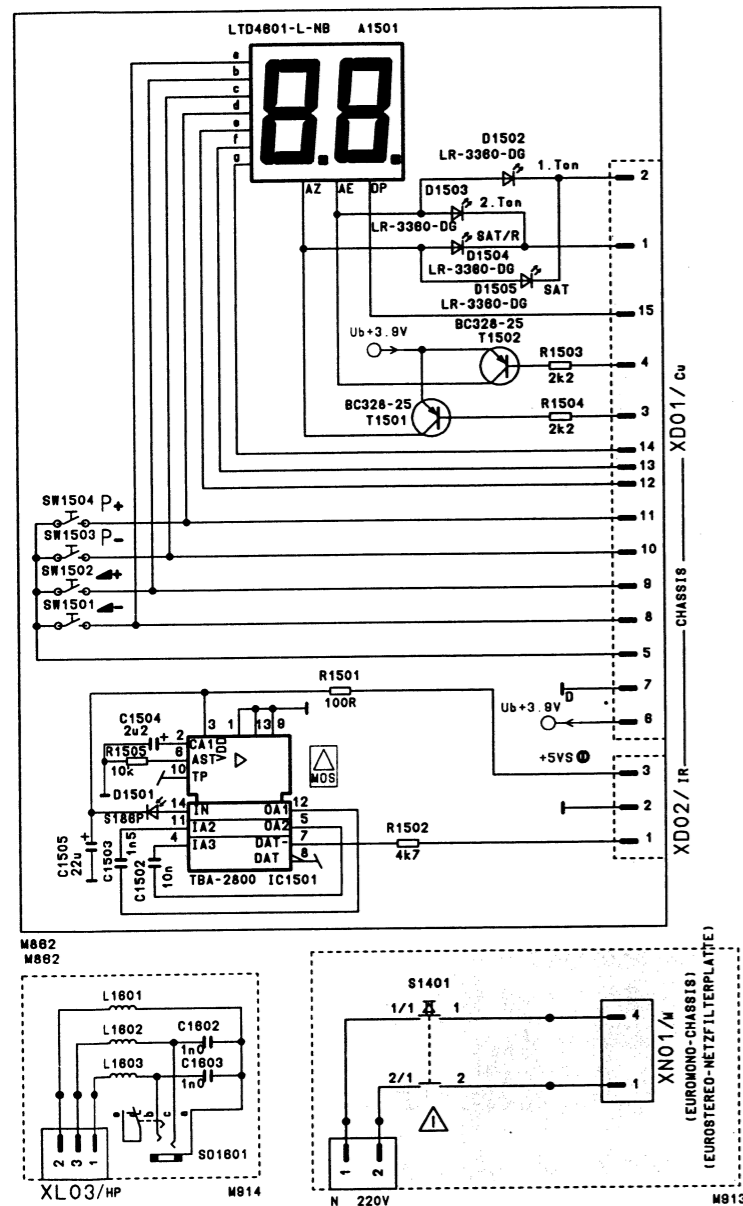 LTD4601-L-NB A1501
a
b
c
d
e
f
g
AZ AE DP
D1502
LR-3360-DG
1.Ton
2
D1503
2.Ton
LR-3360-DG
SAT/R
D1504
1
LR-3360-DG
D1505
SAT
LR-3360-DG
15
BC328-25
T1502
Ub+3.9V
R1503
2k2
4
BC328-25
T1501
R1504
2k2
3
14
13
12
XD01/Cu
SW1504 P+
11
SW1503 P-
10
SW1502 +
9
SW1501 -
8
5
CHASSIS
R1501
100R
D
7
Ub+3.9V
6
+5VS
3
2
1
XD02/IR
C1504
2u2
+
R1505
10k
D1501
S186P
3 1 13 9
2 CA1 VDD
6 AST
10 TP
MOS
14 IN OA1 12
11 IA2 OA2 5
4 IA3 DAT- 7
DAT 8
TBA-2800 IC1501
R1502
4k7
C1505
22u
+
C1503
1n5
C1502
10n
M862
M862
L1601
L1602
L1603
C1602
1n0
C1603
1n0
b c a
SO1601
2 3 1
XL03/HP
M914
S1401
1/1 1
2/1 2
4
1
XN01/M
(EUROMONO-CHASSIS)
(EUROSTEREO-NETZFILTERPLATTE)
1 2
N 220V
M913